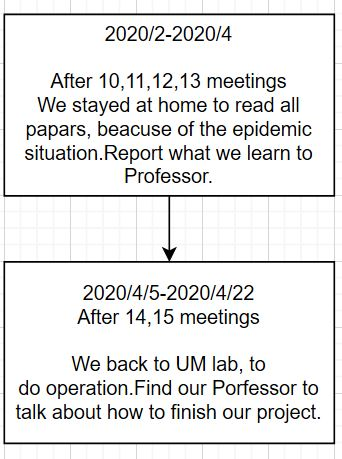 2020/2-2020/4
After 10,11,12,13 meetings
We stayed at home to read all
papars, beacuse of the epidemic
situation.Report what we learn to
Professor.
2020/4/5-2020/4/22
After 14,15 meetings
We back to UM lab, to
do operation.Find our Porfessor to
talk about how to finish our project.